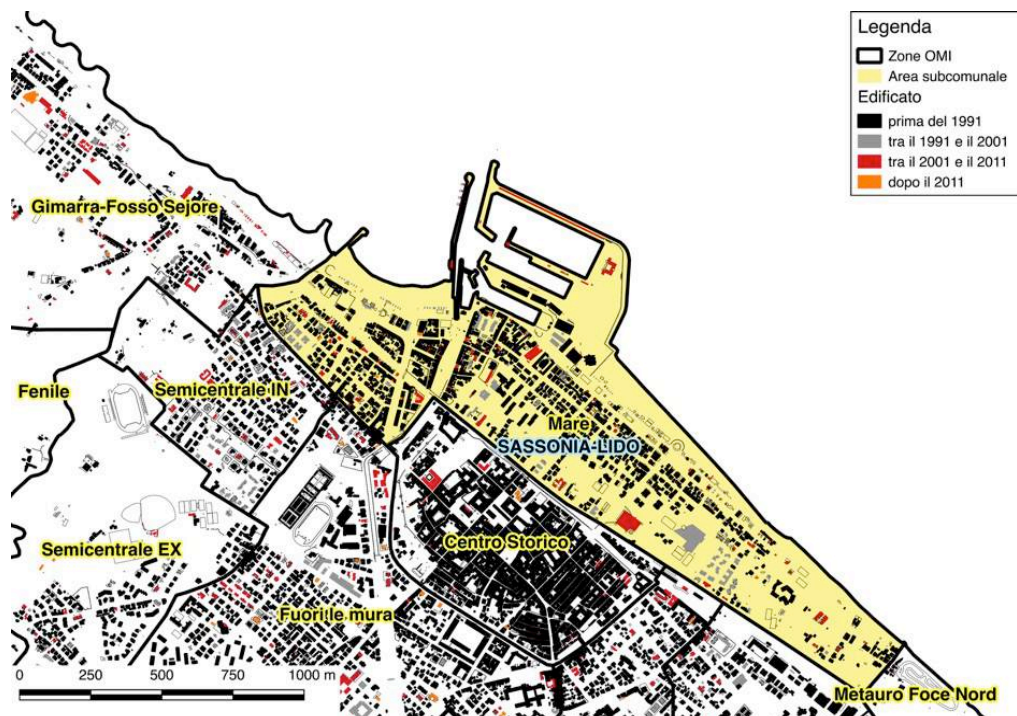 Legenda
Zone OMI
Area subcomunale
Edificato
prima del 1991
tra il 1991 e il 2001
tra il 2001 e il 2011
dopo il 2011
Gimarra-Fosso Sejore
Fenile
Semicentrale IN
Mare
SASSONIA-LIDO
Semicentrale EX
Centro Storico
Fuori le mura
Metauro Foce Nord
0 250 500 750 1000 m